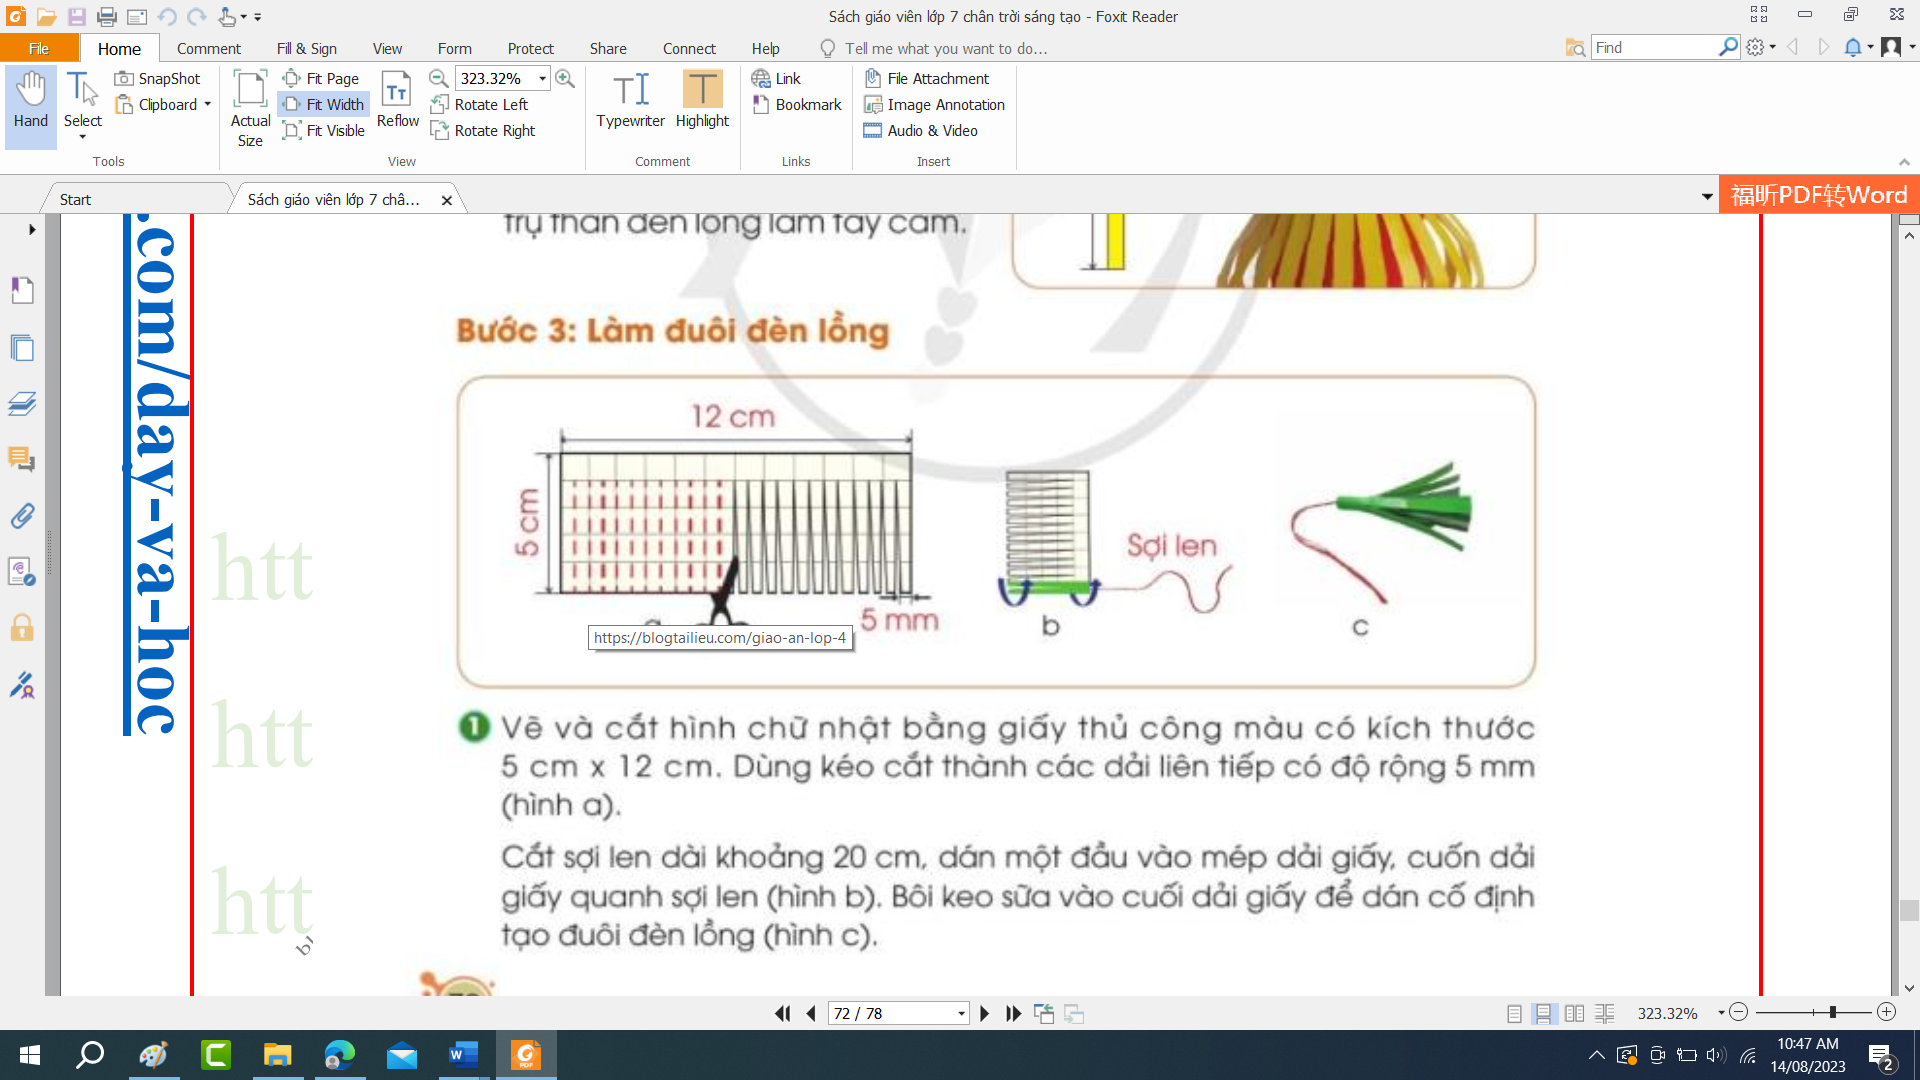 Sách giáo viên lớp 7 chân trời sáng tạo - Foxit Reader
File Home Comment Fill & Sign View Form Protect Share Connect Help Tell me what you want to do... Find
Hand Select SnapShot Clipboard
Tools
Actual Size Fit Page Fit Width Fit Visible Reflow 323.32% Rotate Left Rotate Right
View
Typewriter Highlight
Comment
Link Bookmark
Links
File Attachment Image Annotation Audio & Video
Insert
Start Sách giáo viên lớp 7 châ... 福昕PDF转Word
.com/day-va-hoc
trụ thân đèn lồng làm tay cầm.
Bước 3: Làm đuôi đèn lồng
12 cm
5 cm
Sợi len
5 mm
b
c
https://blogtailieu.com/giao-an-lop-4
htt
htt
htt
1 Vẽ và cắt hình chữ nhật bằng giấy thủ công màu có kích thước
5 cm x 12 cm. Dùng kéo cắt thành các dải liên tiếp có độ rộng 5 mm
(hình a).
Cắt sợi len dài khoảng 20 cm, dán một đầu vào mép dải giấy, cuốn dải
giấy quanh sợi len (hình b). Bôi keo sữa vào cuối dải giấy để dán cố định
tạo đuôi đèn lồng (hình c).
72 / 78
323.32%
10:47 AM
14/08/2023
2